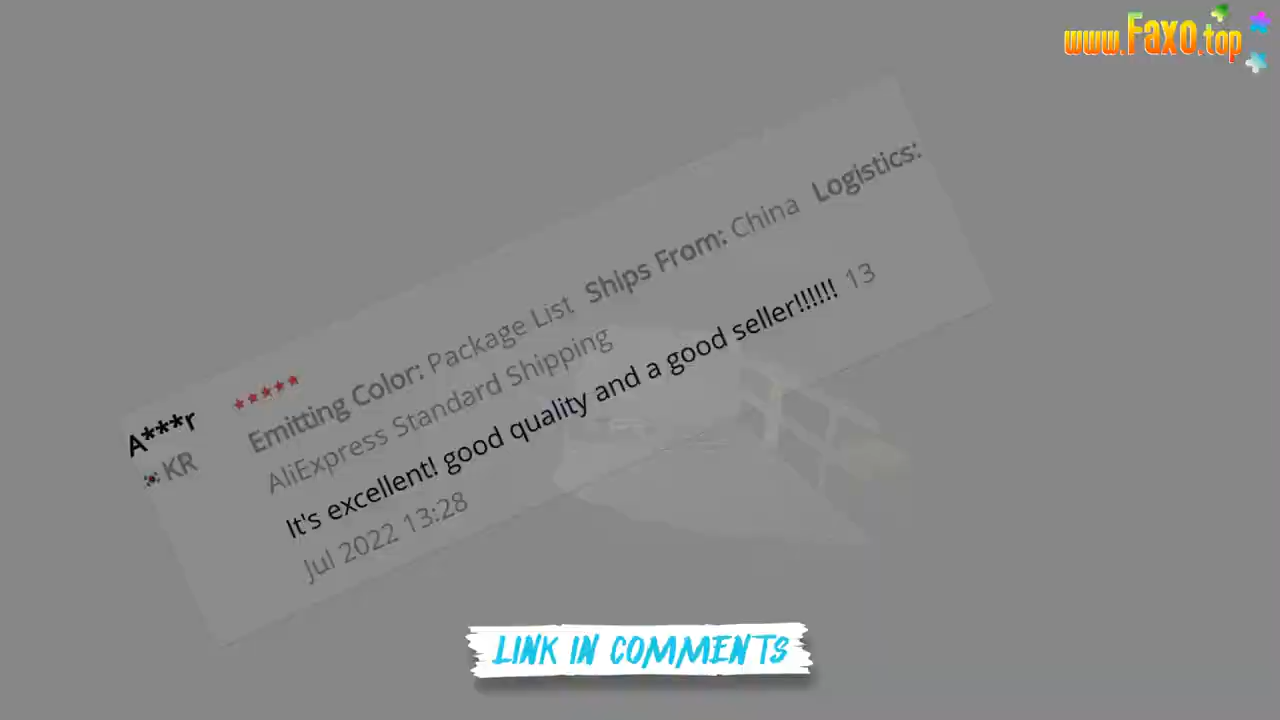 www.Faxo.top
A***r
KR
Emitting Color: Package List Ships From: China Logistics:
AliExpress Standard Shipping
It's excellent! good quality and a good seller!!!!!! 13
Jul 2022 13:28
LINK IN COMMENTS